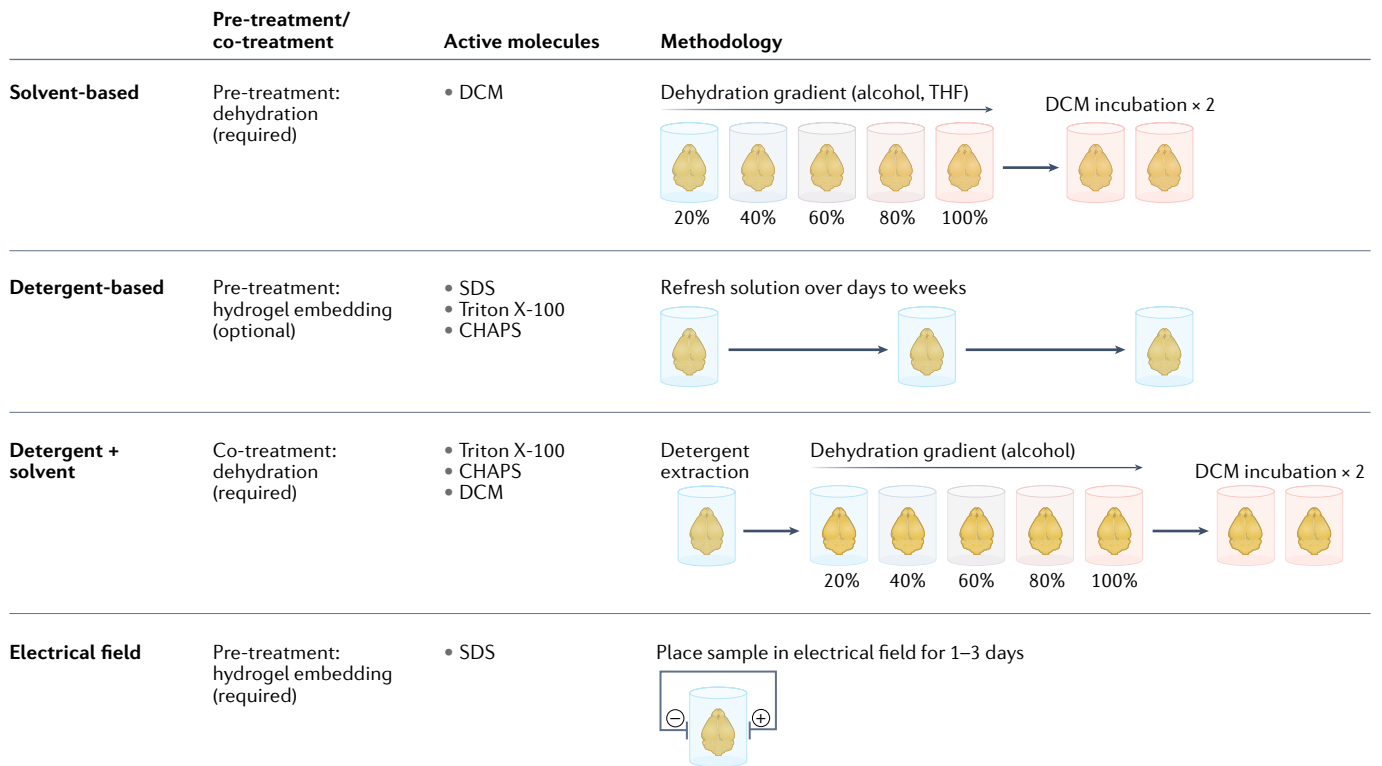 Pre-treatment/
co-treatment
Active molecules
Methodology
Solvent-based
Pre-treatment:
dehydration
(required)
• DCM
Dehydration gradient (alcohol, THF)
DCM incubation × 2
20%
40%
60%
80%
100%
Detergent-based
Pre-treatment:
hydrogel embedding
(optional)
• SDS
• Triton X-100
• CHAPS
Refresh solution over days to weeks
Detergent +
solvent
Co-treatment:
dehydration
(required)
• Triton X-100
• CHAPS
• DCM
Detergent
extraction
Dehydration gradient (alcohol)
DCM incubation × 2
20%
40%
60%
80%
100%
Electrical field
Pre-treatment:
hydrogel embedding
(required)
• SDS
Place sample in electrical field for 1–3 days
−
+